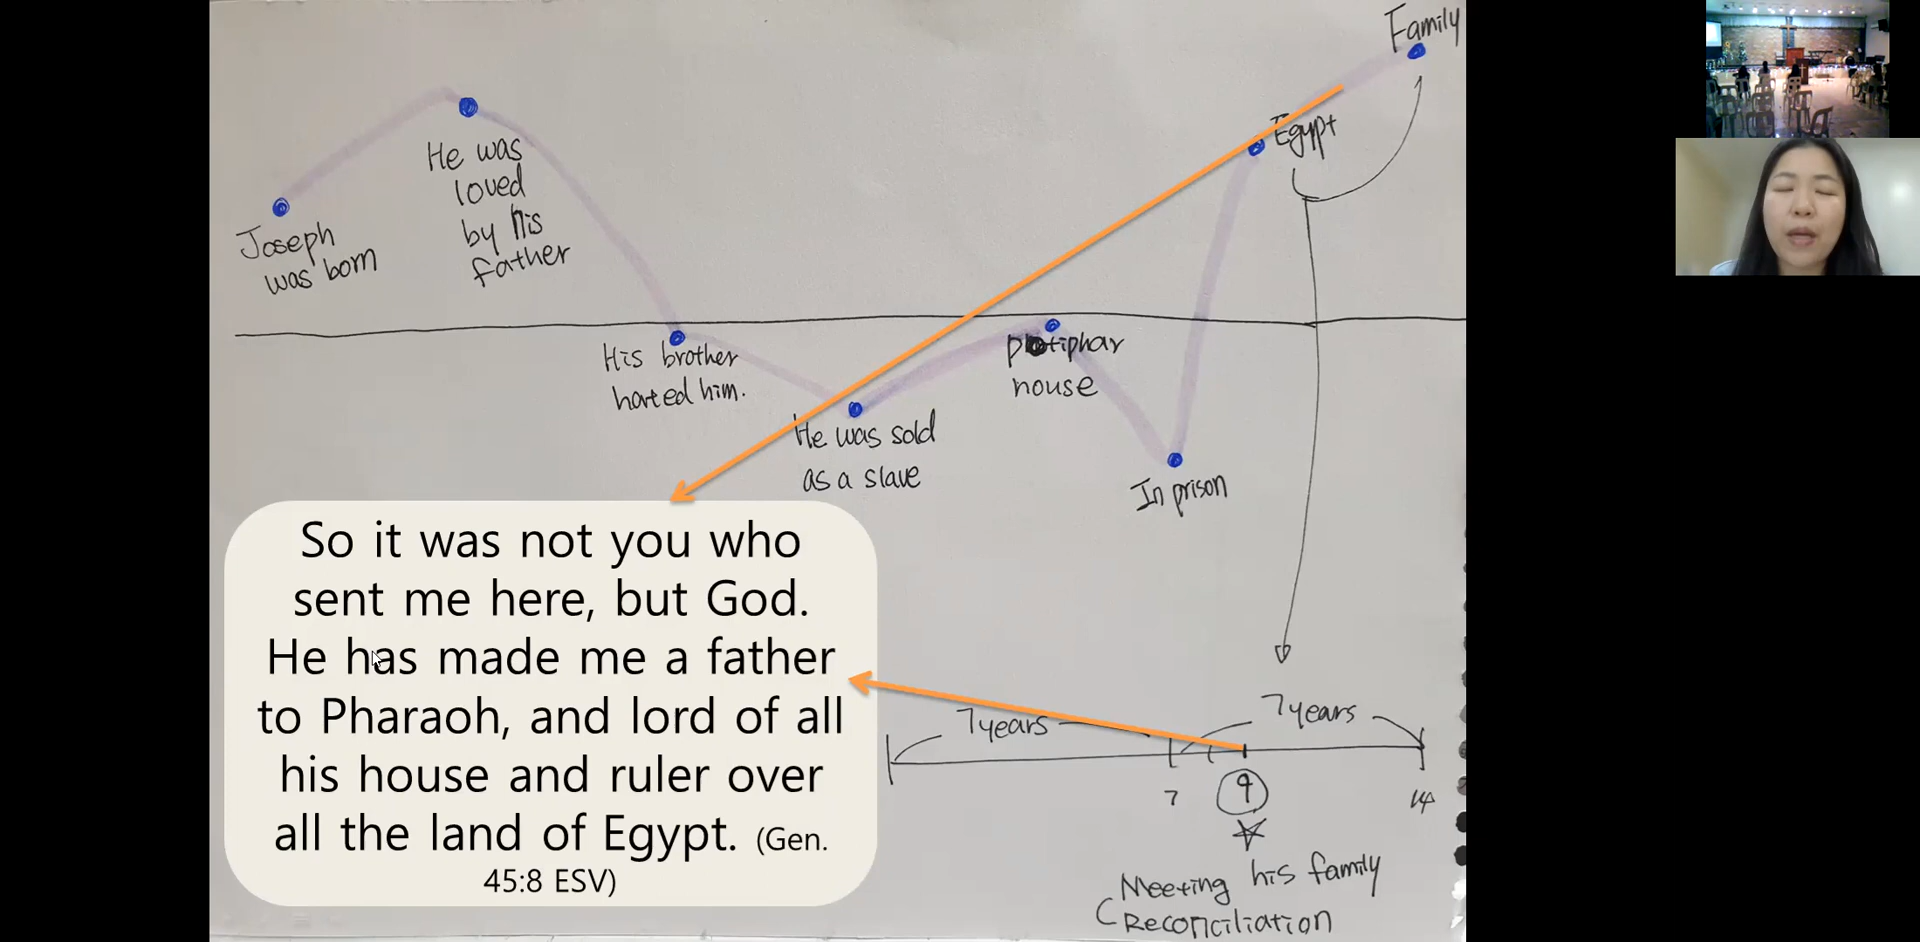 Family
Egypt
He was
loved
by his
father
Joseph
was born
His brother
hated him.
potiphar
house
He was sold
as a slave
In prison
So it was not you who
sent me here, but God.
He has made me a father
to Pharaoh, and lord of all
his house and ruler over
all the land of Egypt. (Gen.
45:8 ESV)
7years
7years
7
9
14
Meeting his family
(Reconciliation